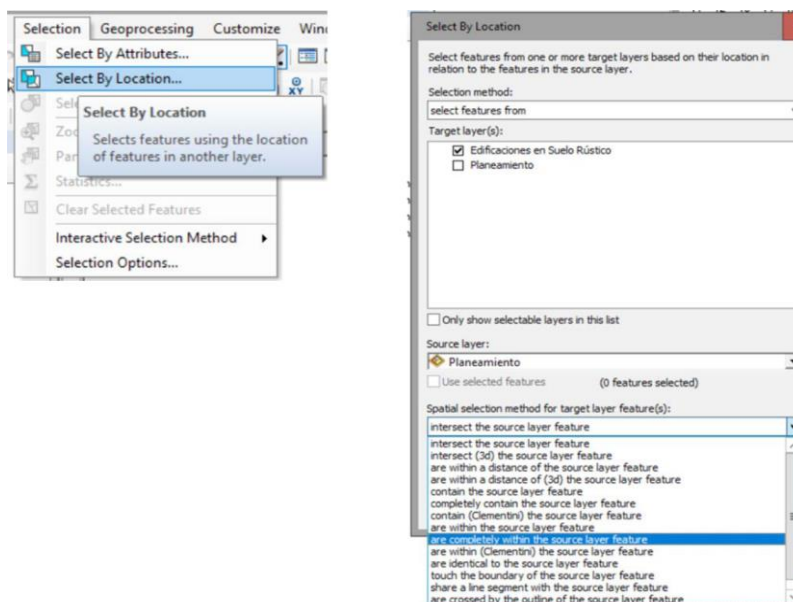 Selection Geoprocessing Customize
Select By Attributes...
Select By Location...
Select By Location
Selects features using the location
of features in another layer.
Statistics...
Clear Selected Features
Interactive Selection Method
Selection Options...
Select By Location
Select features from one or more target layers based on their location in
relation to the features in the source layer.
Selection method:
select features from
Target layer(s):
Edificaciones en Suelo Rústico
Planeamiento
Only show selectable layers in this list
Source layer:
Planeamiento
Use selected features (0 features selected)
Spatial selection method for target layer feature(s):
intersect the source layer feature
intersect the source layer feature
intersect (3d) the source layer feature
are within a distance of the source layer feature
are within a distance of (3d) the source layer feature
contain the source layer feature
completely contain the source layer feature
contain (Clementini) the source layer feature
are within the source layer feature
are completely within the source layer feature
are within (Clementini) the source layer feature
are identical to the source layer feature
touch the boundary of the source layer feature
share a line segment with the source layer feature
are crossed by the outline of the source layer feature